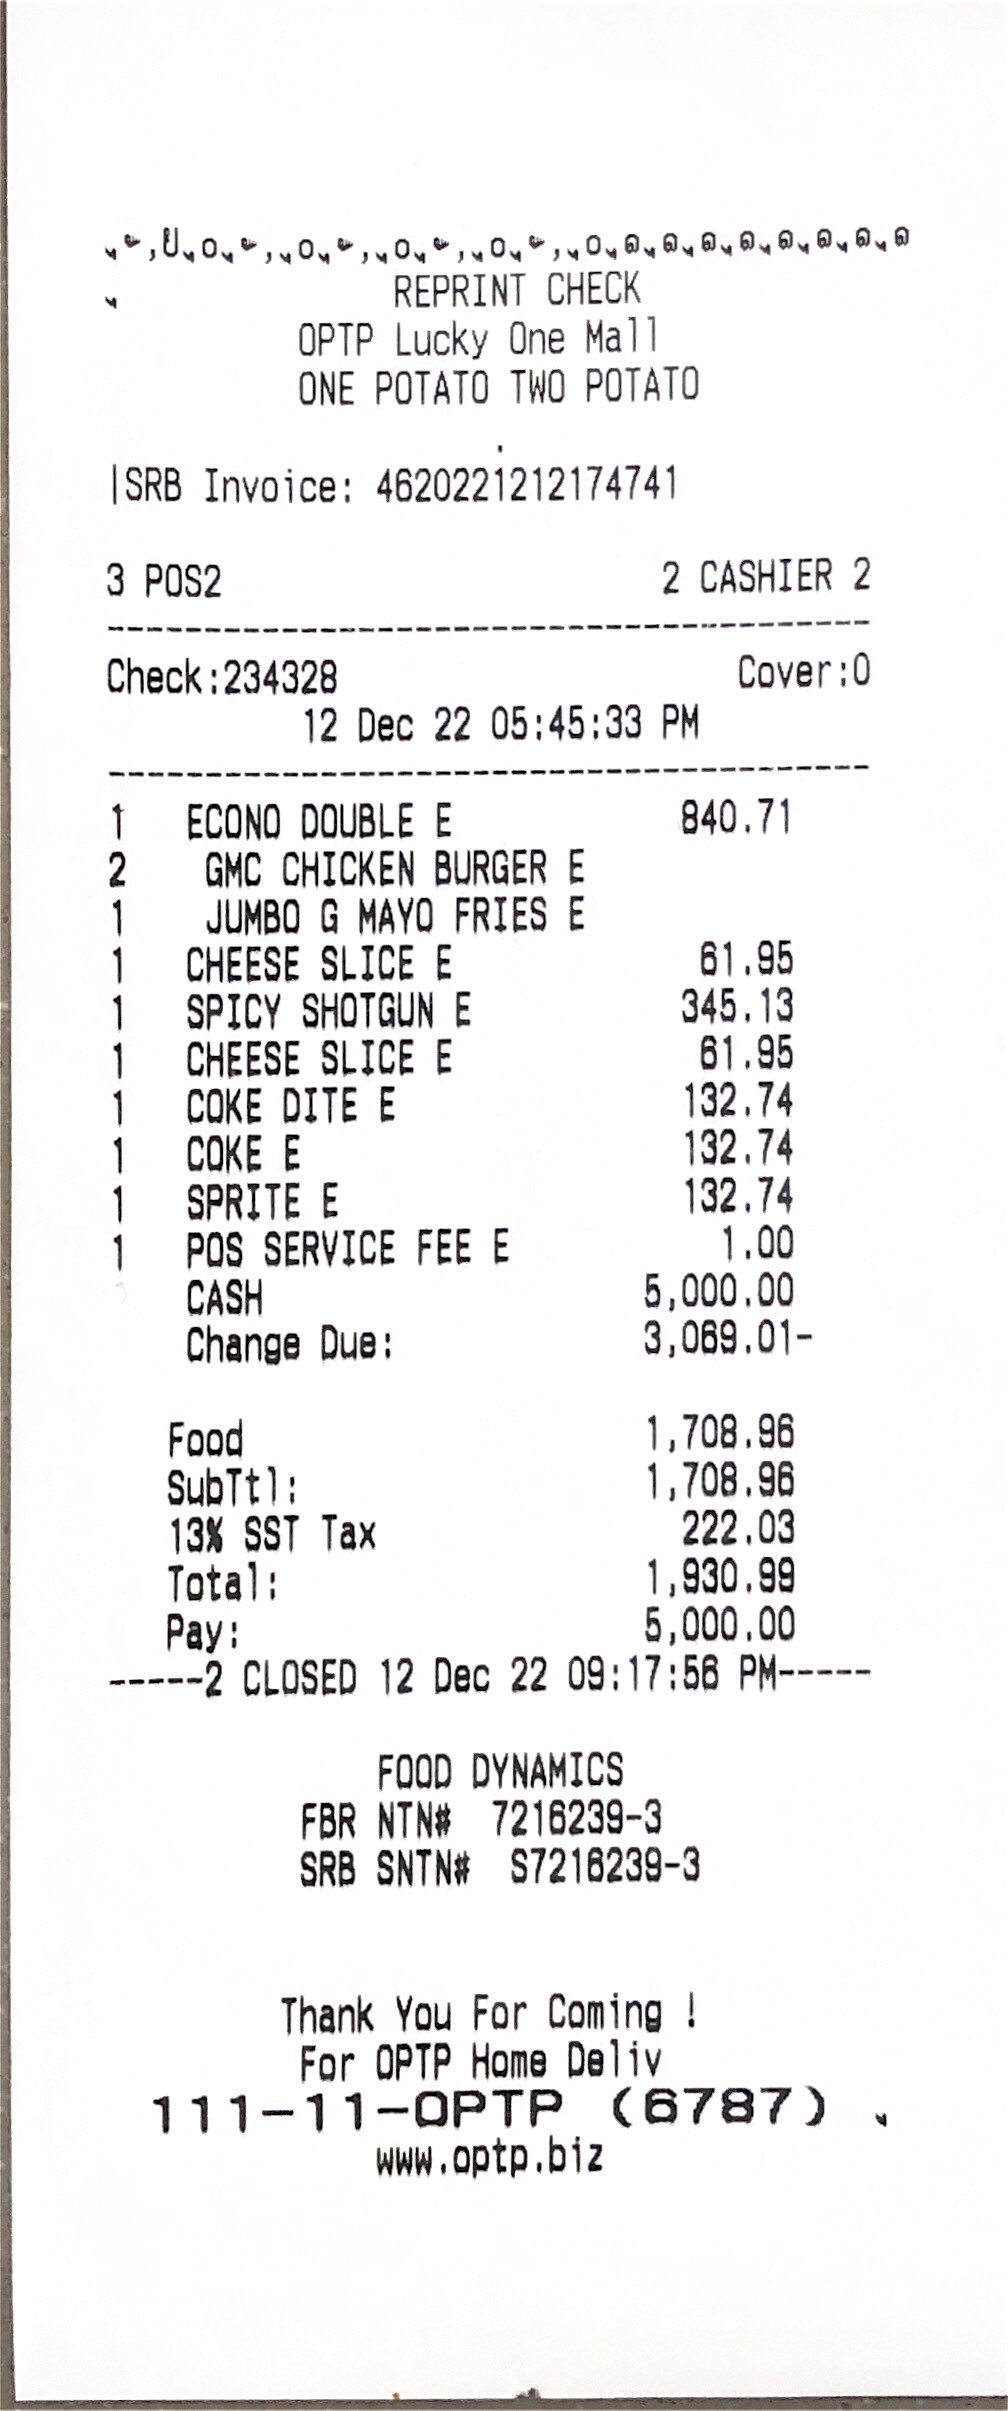 REPRINT CHECK
OPTP Lucky One Mall
ONE POTATO TWO POTATO
|SRB Invoice: 4620221212174741
3 POS2 2 CASHIER 2
----------------------------------------
Check:234328 Cover:0
12 Dec 22 05:45:33 PM
----------------------------------------
1 ECONO DOUBLE E 840.71
2 GMC CHICKEN BURGER E
1 JUMBO G MAYO FRIES E
1 CHEESE SLICE E 61.95
1 SPICY SHOTGUN E 345.13
1 CHEESE SLICE E 61.95
1 COKE DITE E 132.74
1 COKE E 132.74
1 SPRITE E 132.74
1 POS SERVICE FEE E 1.00
CASH 5,000.00
Change Due: 3,069.01-
Food 1,708.96
SubTtl: 1,708.96
13% SST Tax 222.03
Total: 1,930.99
Pay: 5,000.00
-----2 CLOSED 12 Dec 22 09:17:56 PM-----
FOOD DYNAMICS
FBR NTN# 7216239-3
SRB SNTN# S7216239-3
Thank You For Coming !
For OPTP Home Deliv
111-11-OPTP (6787)
www.optp.biz